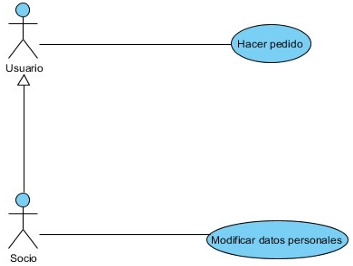 Hacer pedido
Usuario
Modificar datos personales
Socio